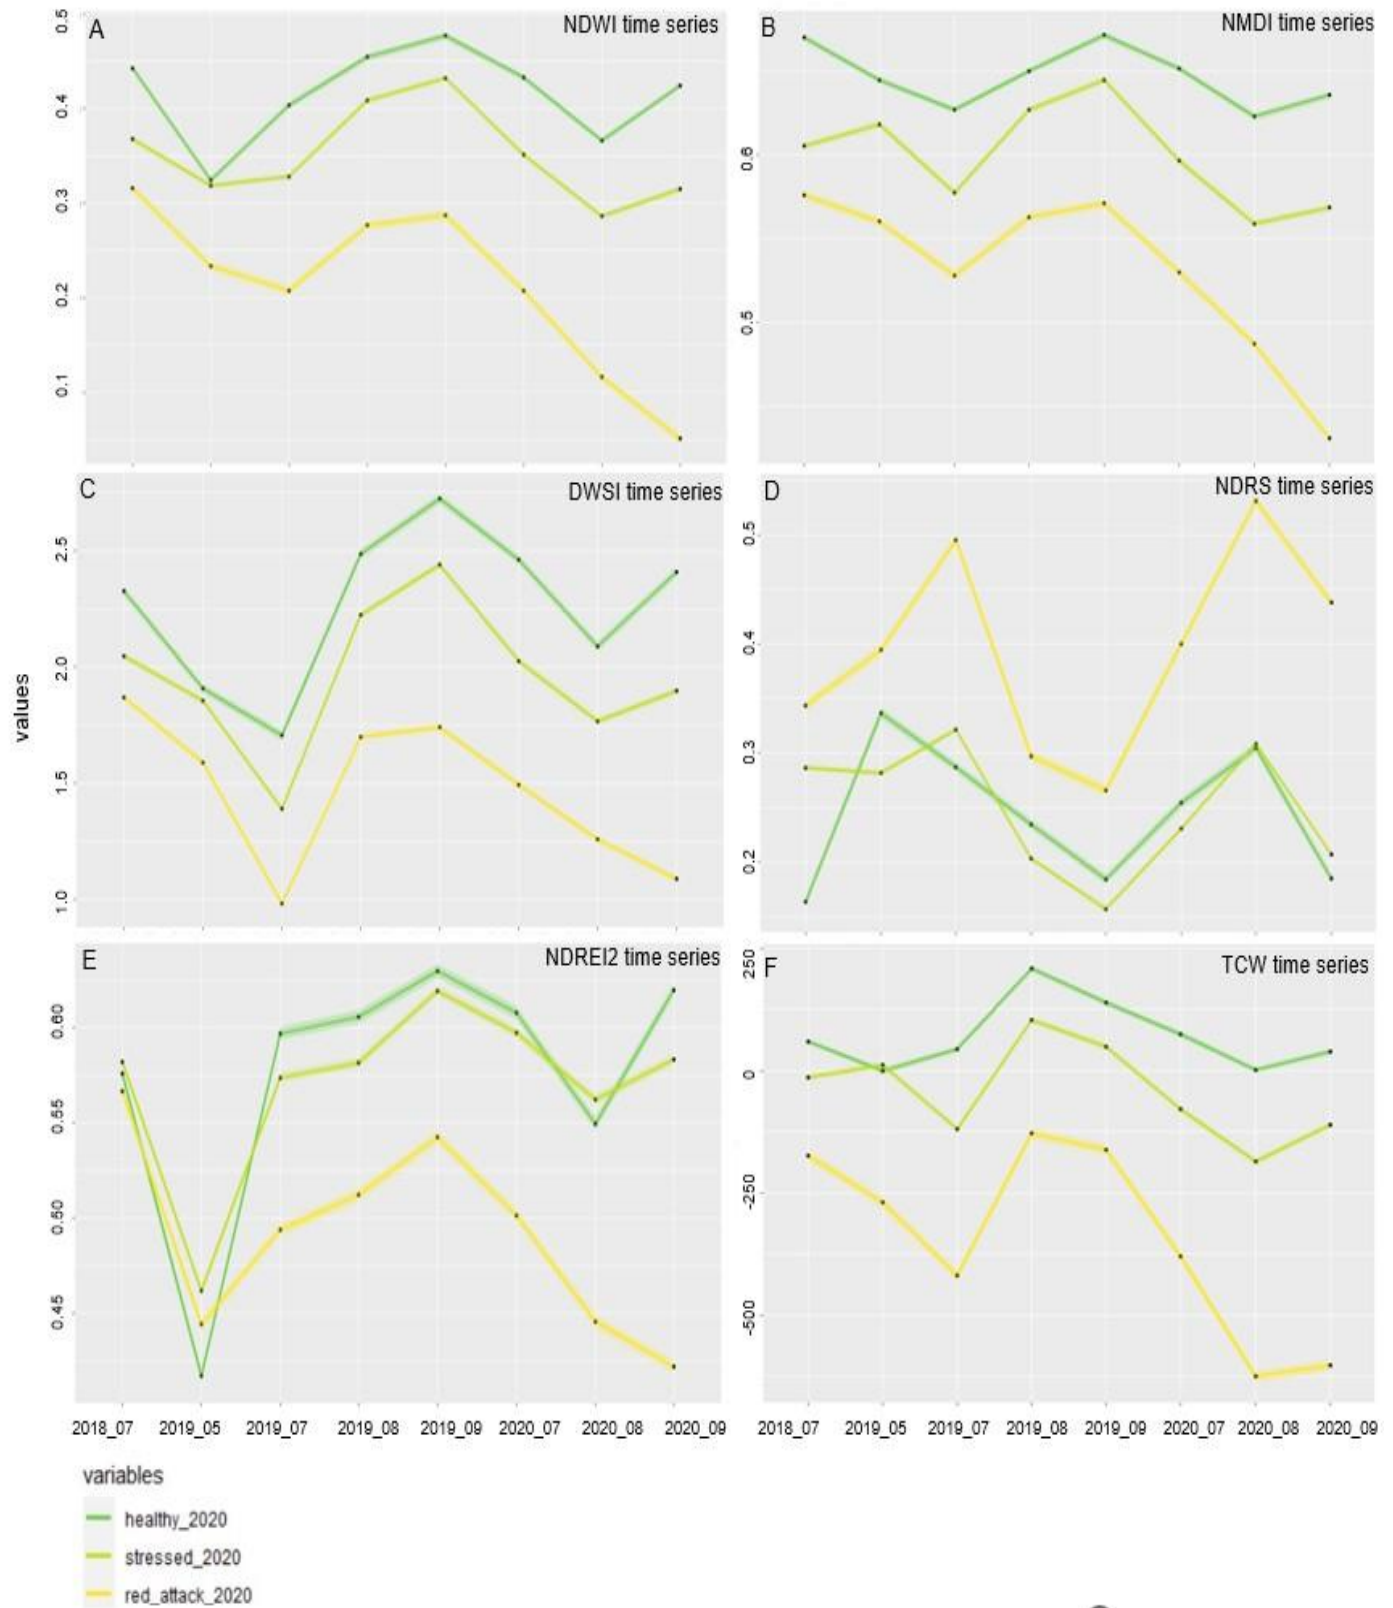 A
NDWI time series
0.5
0.4
0.3
0.2
0.1
B
NMDI time series
0.6
0.5
C
DWSI time series
2.5
2.0
1.5
1.0
D
NDRS time series
0.5
0.4
0.3
0.2
values
E
NDREI2 time series
0.60
0.55
0.50
0.45
F
TCW time series
250
0
-250
-500
2018_07 2019_05 2019_07 2019_08 2019_09 2020_07 2020_08 2020_09
2018_07 2019_05 2019_07 2019_08 2019_09 2020_07 2020_08 2020_09
variables
healthy_2020
stressed_2020
red_attack_2020